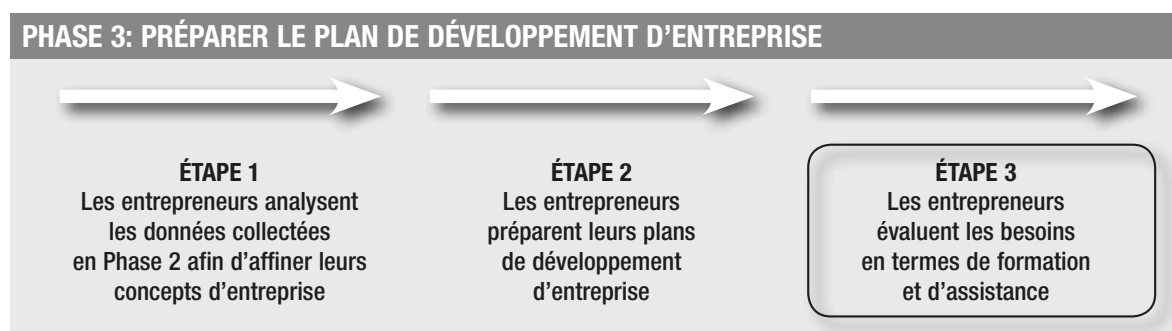 PHASE 3: PRÉPARER LE PLAN DE DÉVELOPPEMENT D’ENTREPRISE
ÉTAPE 1
Les entrepreneurs analysent
les données collectées
en Phase 2 afin d’affiner leurs
concepts d’entreprise
ÉTAPE 2
Les entrepreneurs
préparent leurs plans
de développement
d’entreprise
ÉTAPE 3
Les entrepreneurs
évaluent les besoins
en termes de formation
et d’assistance